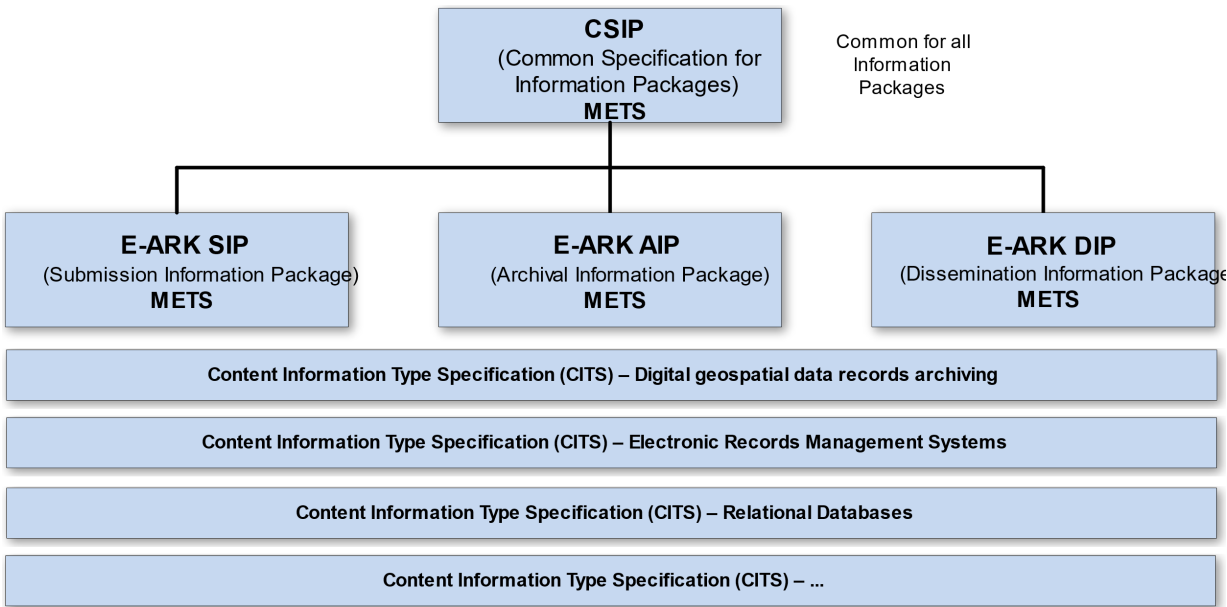 CSIP
(Common Specification for
Information Packages)
METS
Common for all
Information
Packages
E-ARK SIP
(Submission Information Package)
METS
E-ARK AIP
(Archival Information Package)
METS
E-ARK DIP
(Dissemination Information Package
METS
Content Information Type Specification (CITS) – Digital geospatial data records archiving
Content Information Type Specification (CITS) – Electronic Records Management Systems
Content Information Type Specification (CITS) – Relational Databases
Content Information Type Specification (CITS) – ...